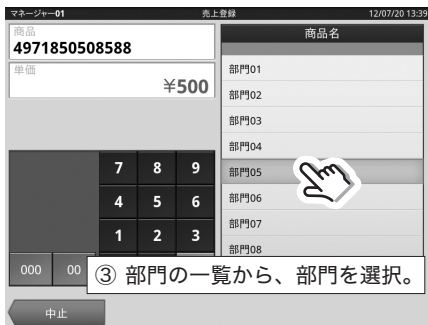 マネージャー01 売上登録 12/07/20 13:39
商品
4971850508588
単価
¥500
商品名
部門01
部門02
部門03
部門04
部門05
部門06
部門07
部門08
7 8 9
4 5 6
1 2 3
000 00
③ 部門の一覧から、部門を選択。
中止